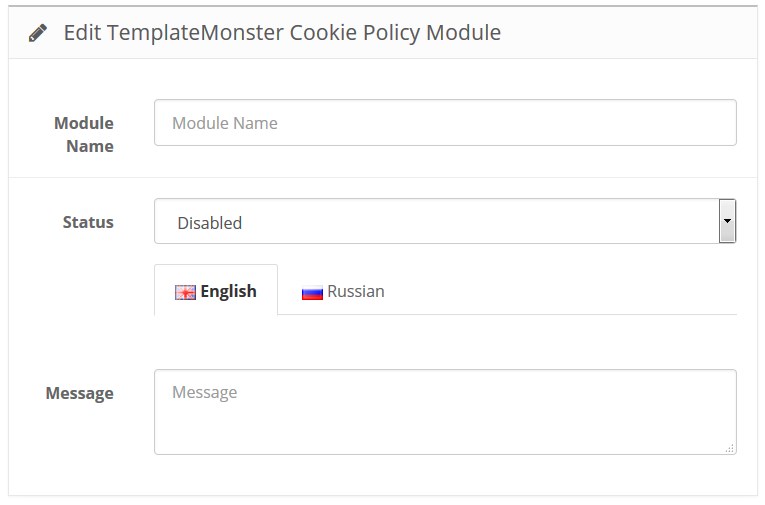 Edit TemplateMonster Cookie Policy Module
Module Name
Module Name
Status
Disabled
English
Russian
Message
Message